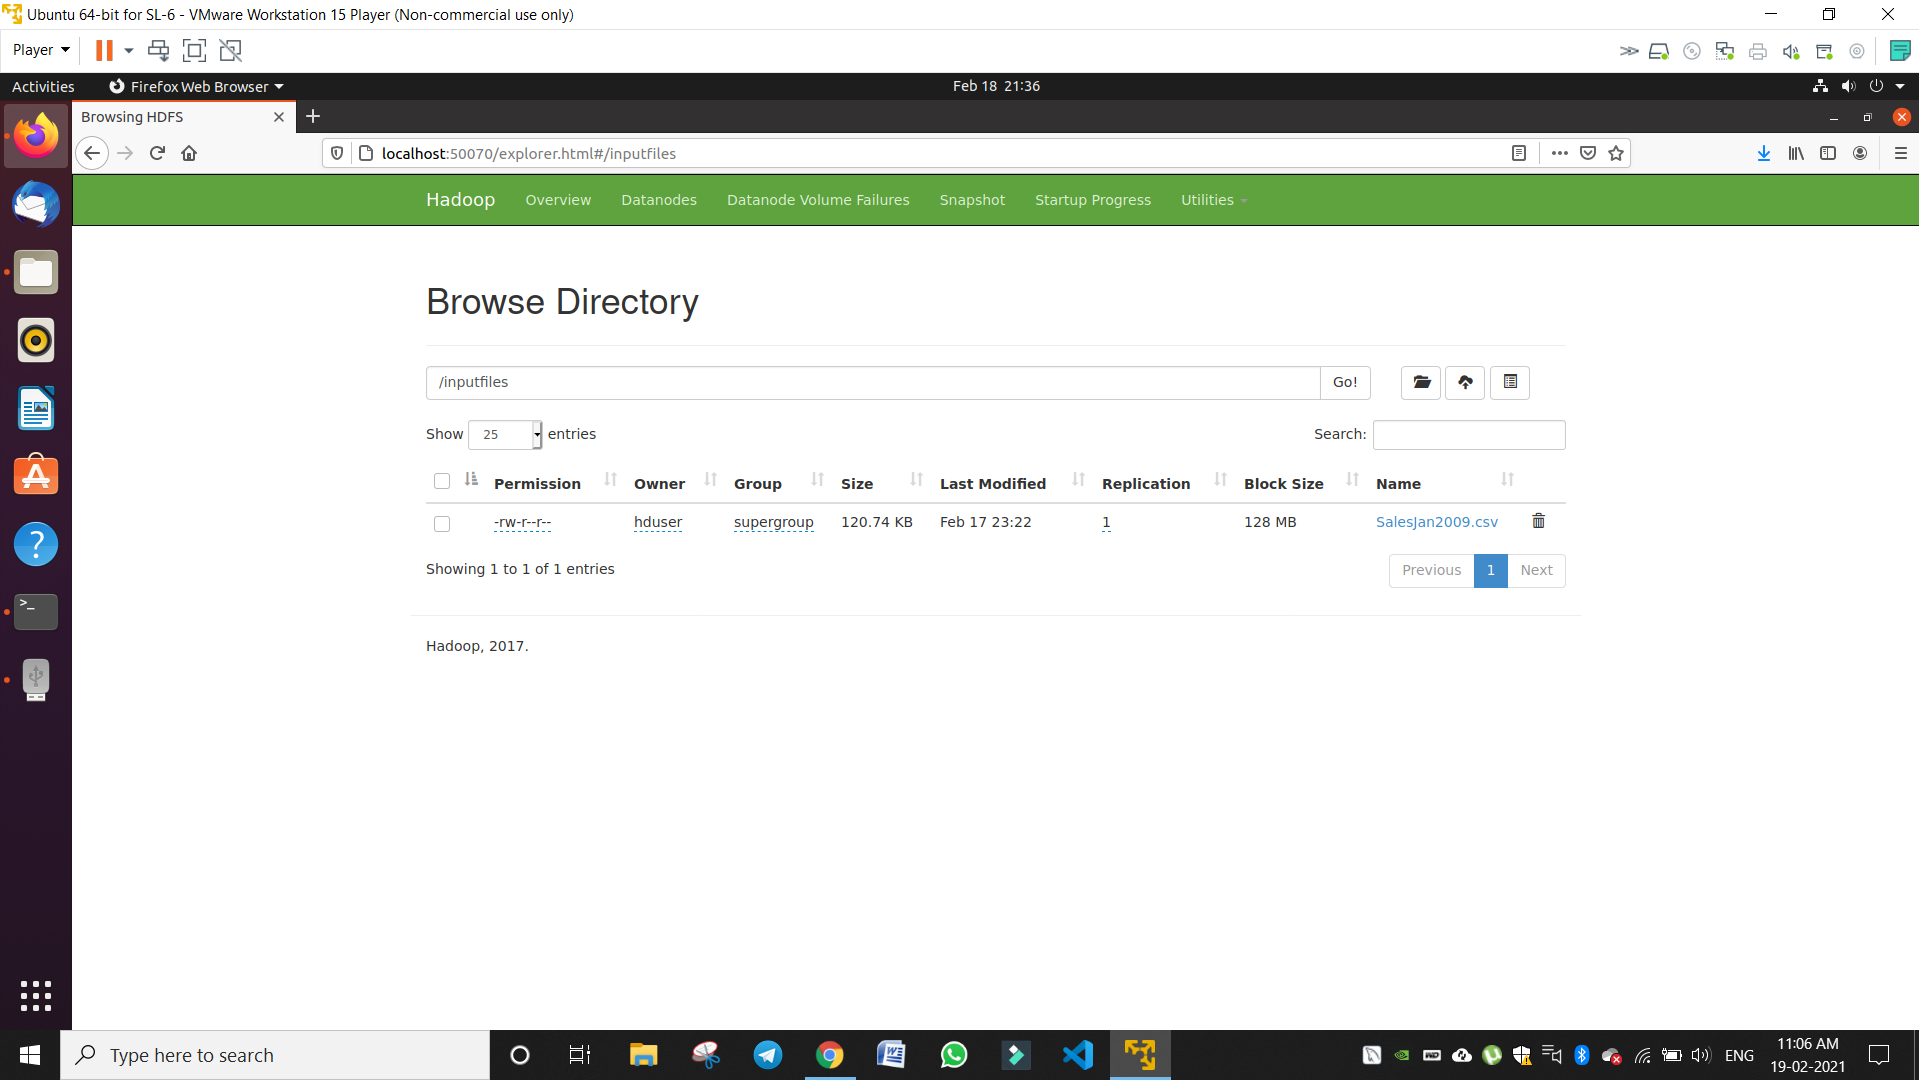 Ubuntu 64-bit for SL-6 - VMware Workstation 15 Player (Non-commercial use only)
Player
Activities Firefox Web Browser Feb 18 21:36
Browsing HDFS
localhost:50070/explorer.html#/inputfiles
Hadoop Overview Datanodes Datanode Volume Failures Snapshot Startup Progress Utilities
Browse Directory
/inputfiles Go!
Show 25 entries Search:
Permission Owner Group Size Last Modified Replication Block Size Name
-rw-r--r-- hduser supergroup 120.74 KB Feb 17 23:22 1 128 MB SalesJan2009.csv
Showing 1 to 1 of 1 entries Previous 1 Next
Hadoop, 2017.
Type here to search ENG 11:06 AM
19-02-2021